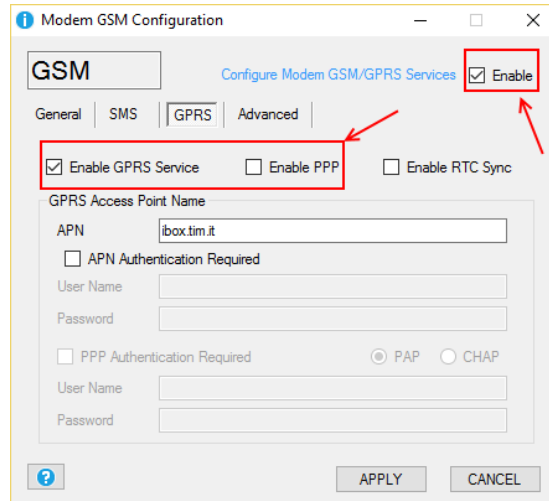 Modem GSM Configuration
GSM
Configure Modem GSM/GPRS Services
Enable
General SMS GPRS Advanced
Enable GPRS Service Enable PPP Enable RTC Sync
GPRS Access Point Name
APN ibox.tim.it
APN Authentication Required
User Name
Password
PPP Authentication Required PAP CHAP
User Name
Password
? APPLY CANCEL